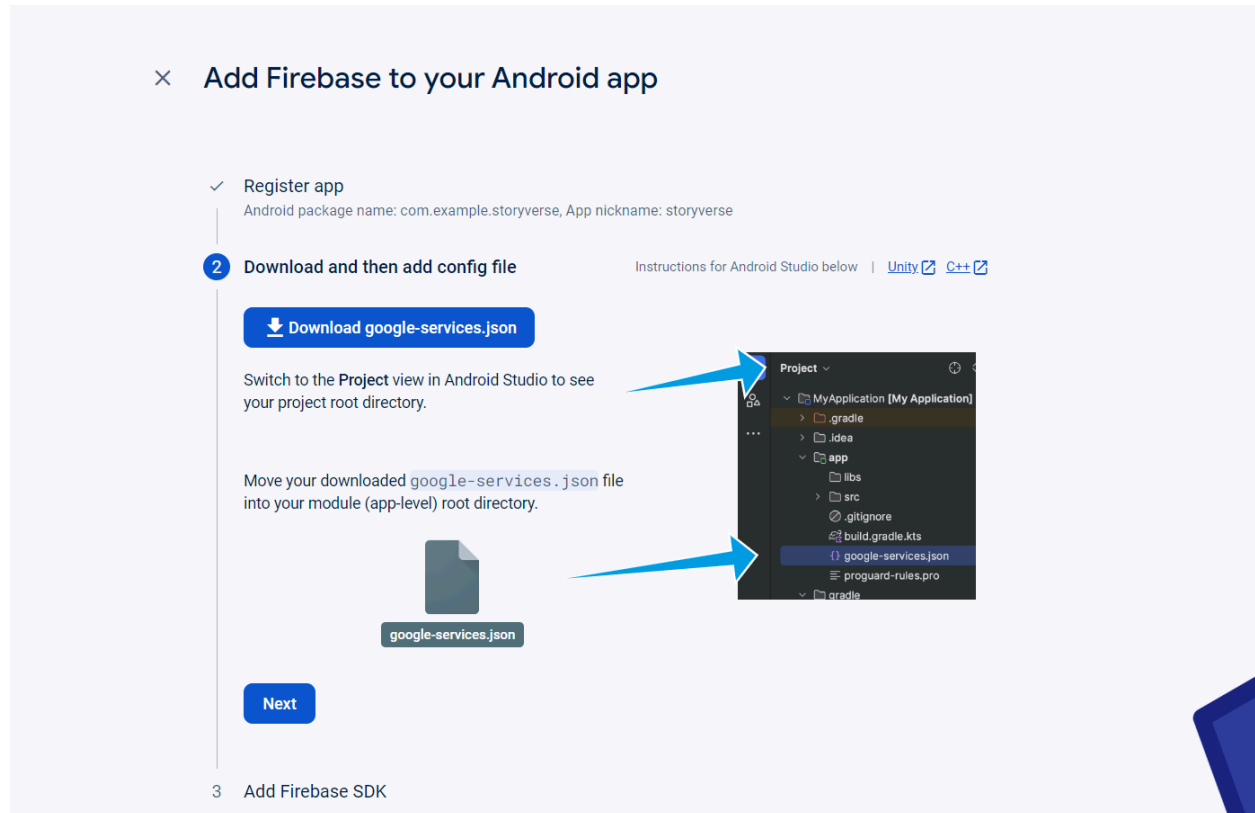 Add Firebase to your Android app
Register app
Android package name: com.example.storyverse, App nickname: storyverse
2 Download and then add config file
Instructions for Android Studio below | Unity C++
Download google-services.json
Switch to the Project view in Android Studio to see
your project root directory.
Move your downloaded google-services.json file
into your module (app-level) root directory.
google-services.json
Project
MyApplication [My Application]
.gradle
.idea
app
libs
src
.gitignore
build.gradle.kts
google-services.json
proguard-rules.pro
gradle
Next
3 Add Firebase SDK